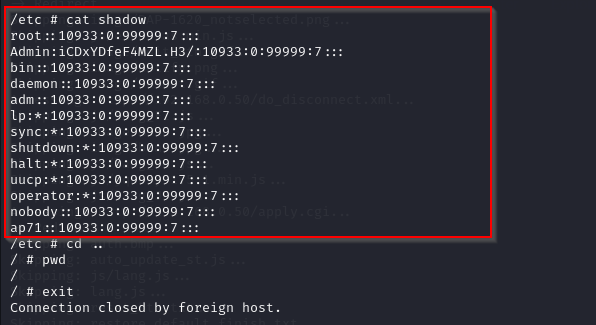 /etc # cat shadow
root::10933:0:99999:7:::
Admin:iCDxYDfeF4MZL.H3/:10933:0:99999:7:::
bin::10933:0:99999:7:::
daemon::10933:0:99999:7:::
adm::10933:0:99999:7:::
lp:*:10933:0:99999:7:::
sync:*:10933:0:99999:7:::
shutdown:*:10933:0:99999:7:::
halt:*:10933:0:99999:7:::
uucp:*:10933:0:99999:7:::
operator:*:10933:0:99999:7:::
nobody::10933:0:99999:7:::
ap71::10933:0:99999:7:::
/etc # cd ..
/ # pwd
/
/ # exit
Connection closed by foreign host.